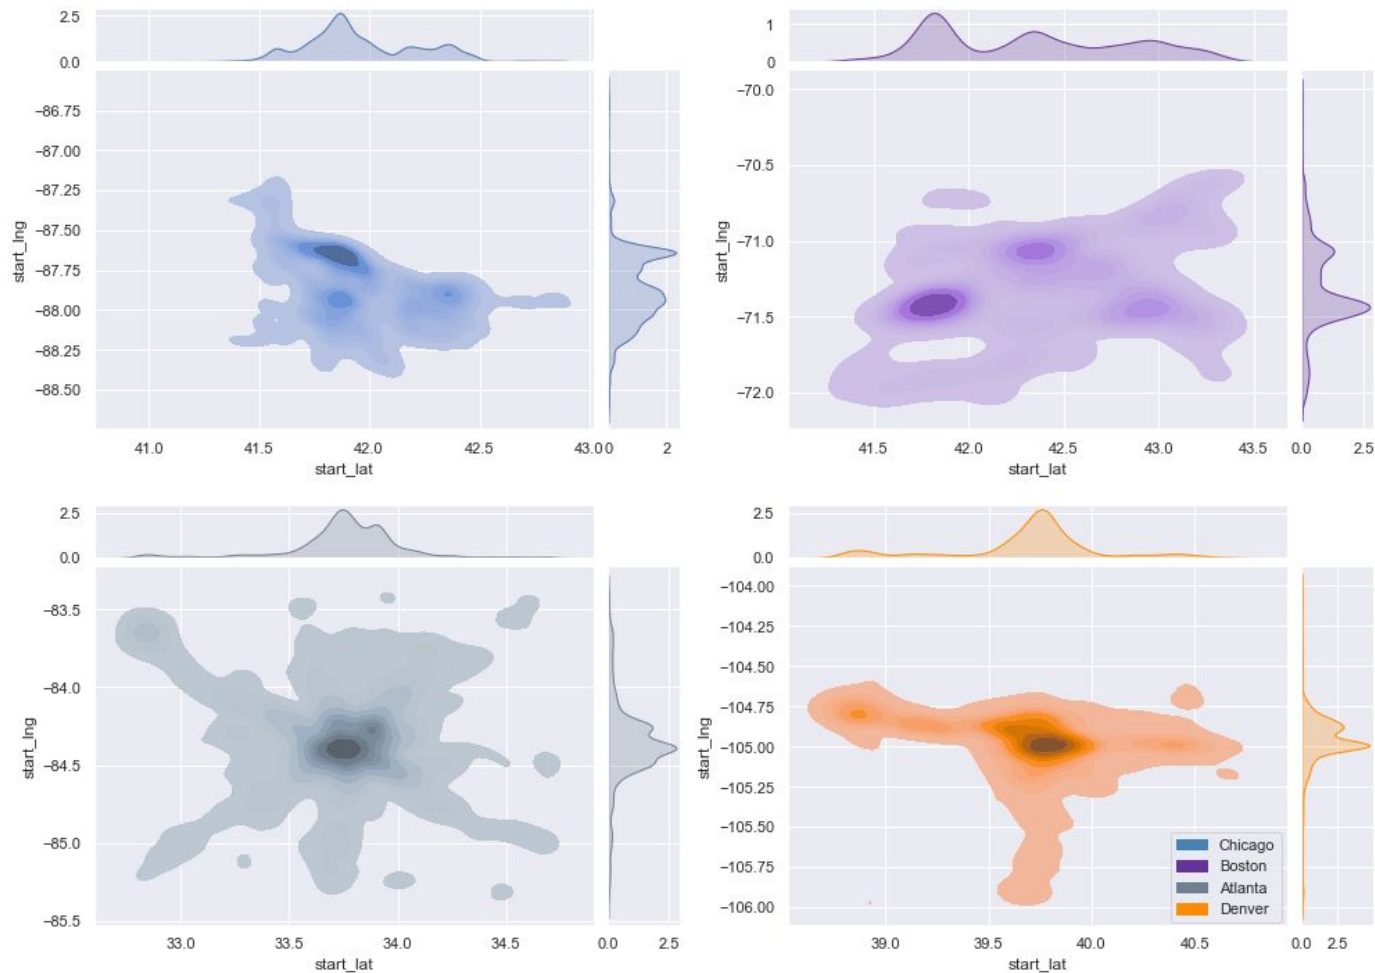 2.5
0.0
−86.75
−87.00
−87.25
−87.50
−87.75
−88.00
−88.25
−88.50
start_lng
41.0 41.5 42.0 42.5 43.0
0 2
start_lat
1
0
−70.0
−70.5
−71.0
−71.5
−72.0
start_lng
41.5 42.0 42.5 43.0
0.0 2.5
start_lat
2.5
0.0
−83.5
−84.0
−84.5
−85.0
−85.5
start_lng
33.0 33.5 34.0 34.5
0.0 2.5
start_lat
2.5
0.0
−104.00
−104.25
−104.50
−104.75
−105.00
−105.25
−105.50
−105.75
−106.00
start_lng
Chicago
Boston
Atlanta
Denver
39.0 39.5 40.0 40.5
0.0 2.5
start_lat